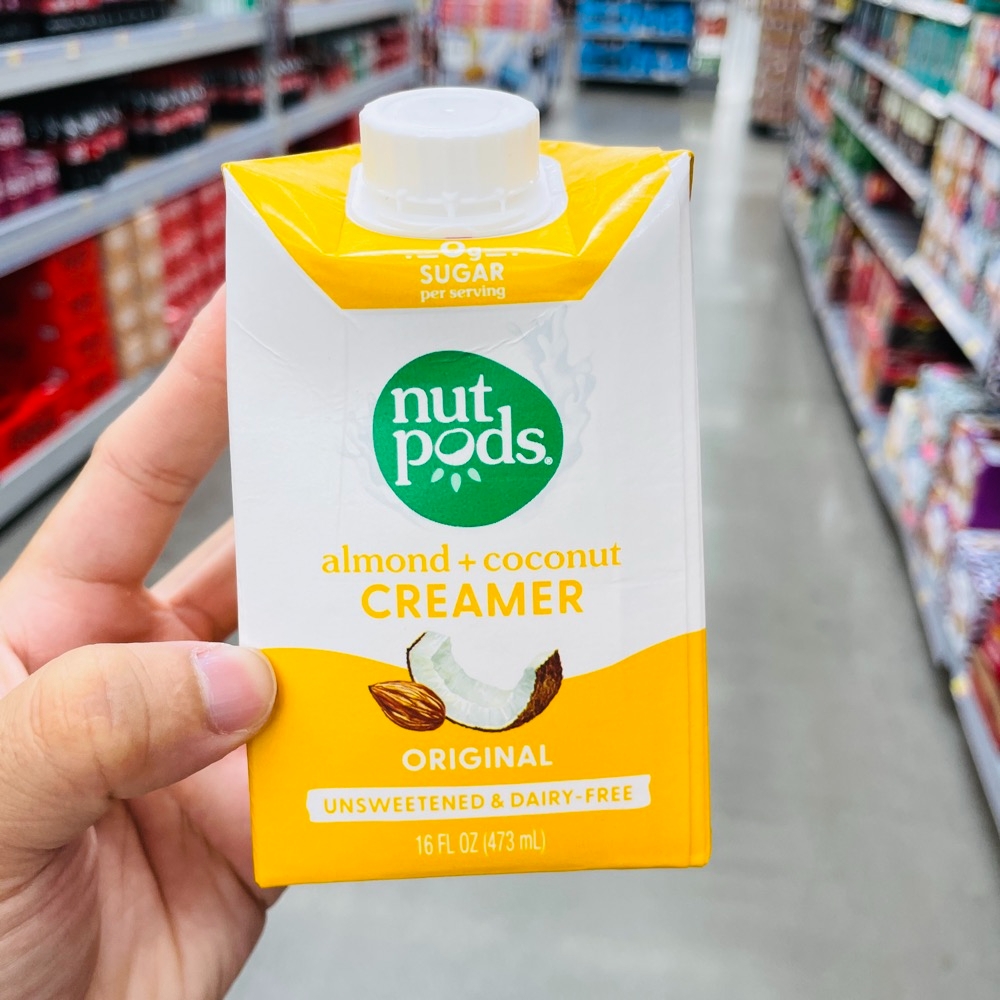 0g
SUGAR
per serving
nut
pods®
almond + coconut
CREAMER
ORIGINAL
UNSWEETENED & DAIRY-FREE
16 FL OZ (473 mL)